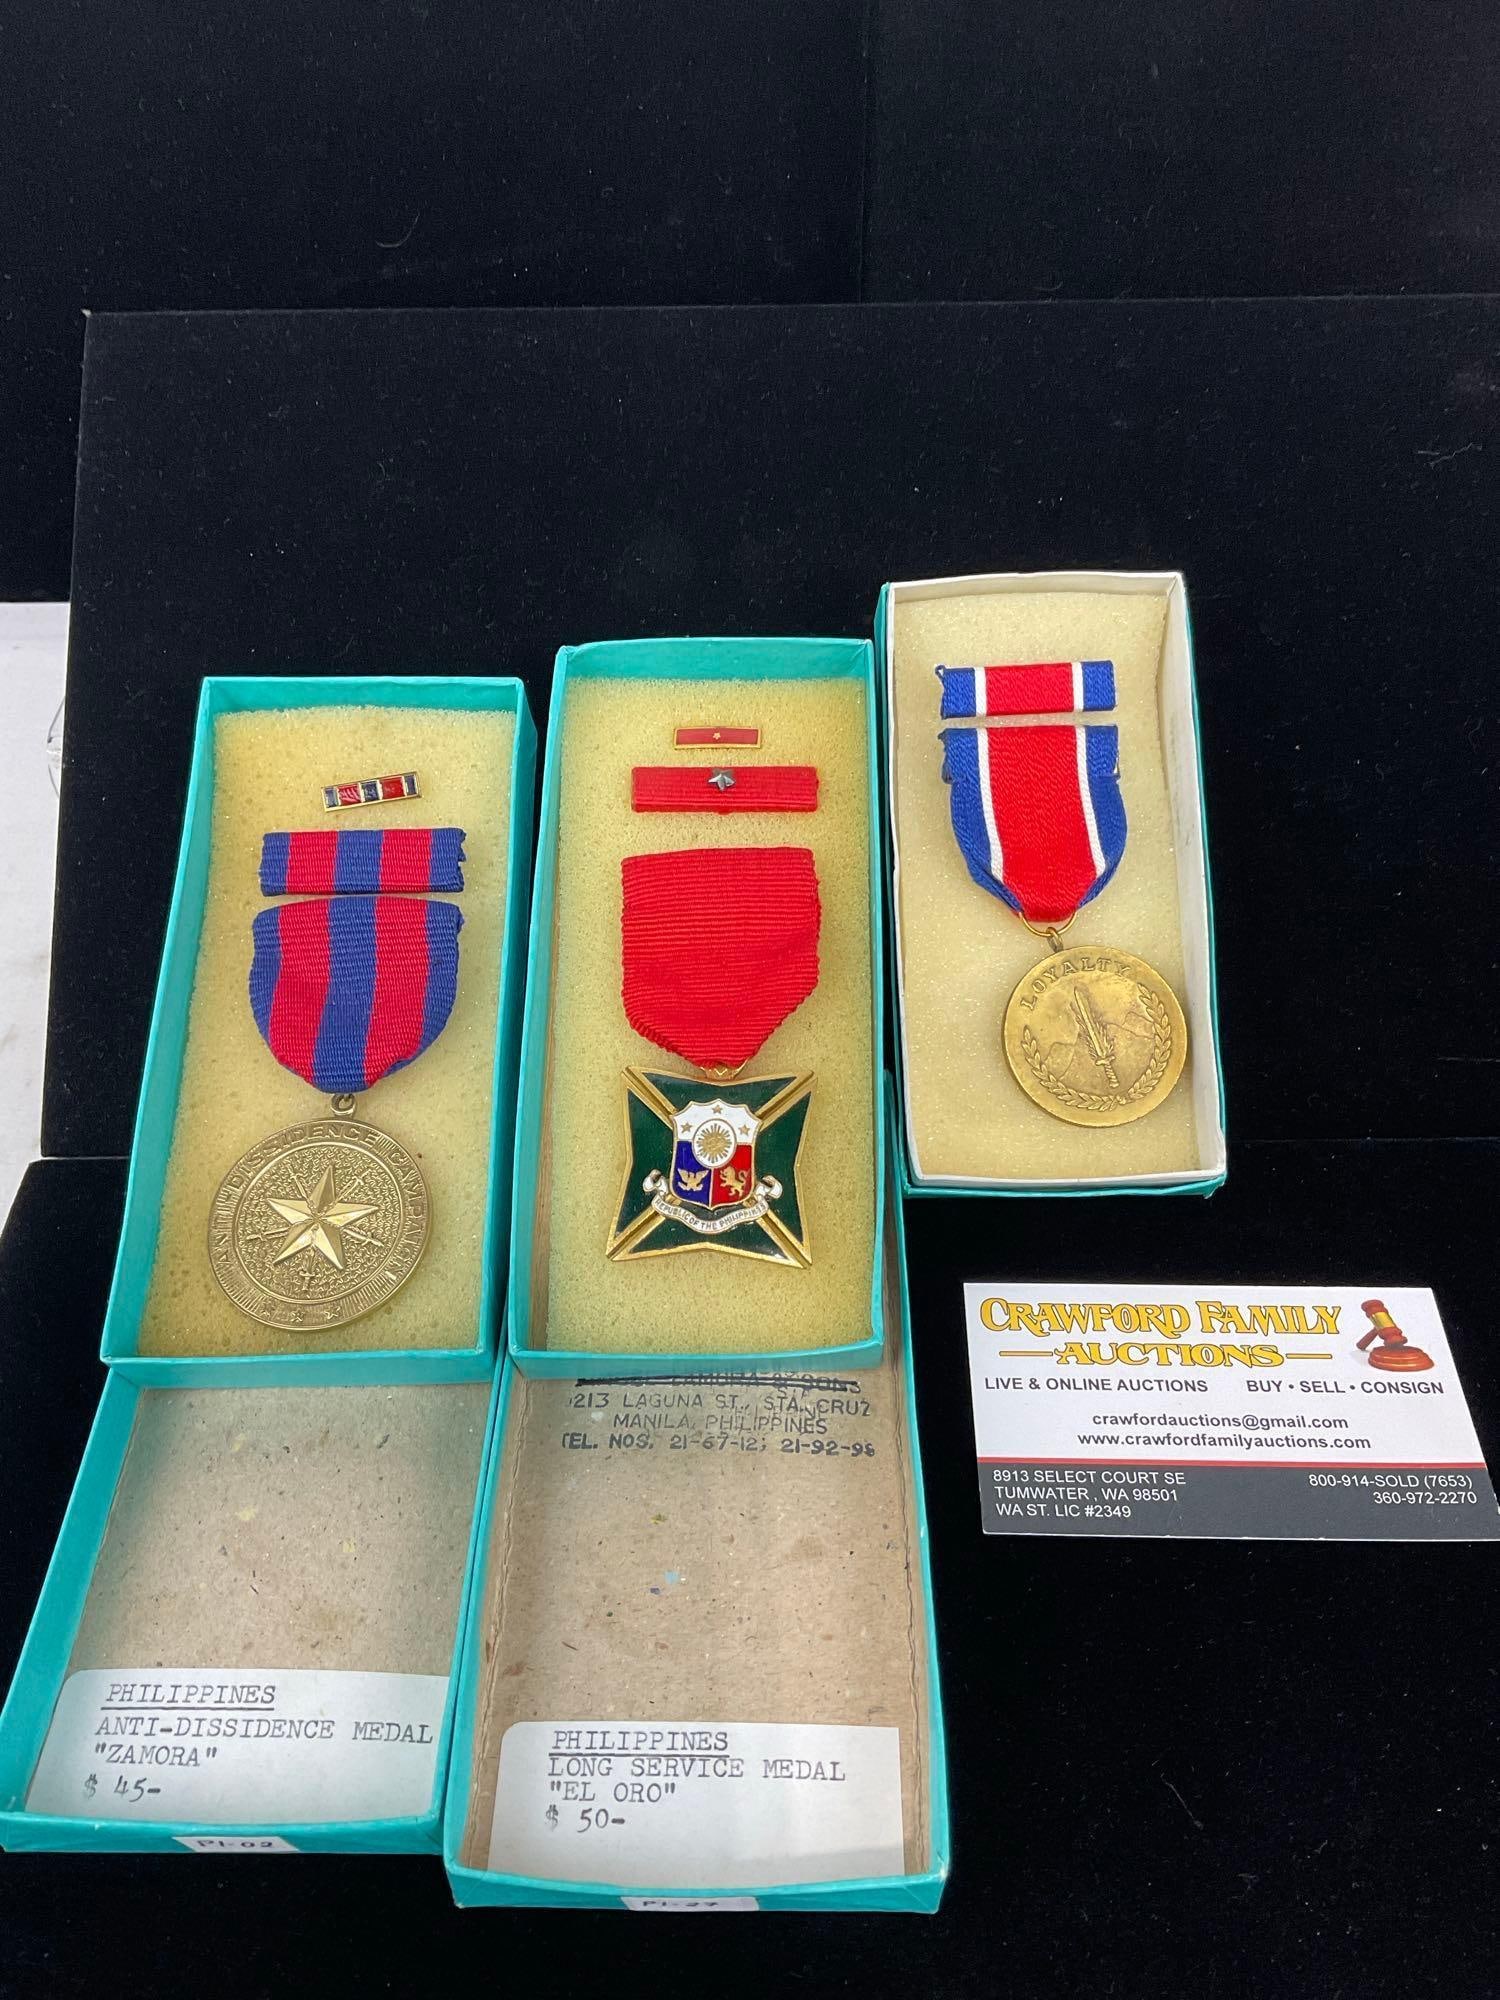 LOYALTY
ANTI DISSIDENCE CAMPAIGN
REPUBLIC OF THE PHILIPPINES
CRAWFORD FAMILY
AUCTIONS
LIVE & ONLINE AUCTIONS BUY • SELL • CONSIGN
crawfordauctions@gmail.com
www.crawfordfamilyauctions.com
8913 SELECT COURT SE 800-914-SOLD (7653)
TUMWATER , WA 98501 360-972-2270
WA ST. LIC #2349
ZAMORA & SONS
213 LAGUNA ST., STA. CRUZ
MANILA, PHILIPPINES
TEL. NOS. 21-67-12; 21-92-98
PHILIPPINES
ANTI-DISSIDENCE MEDAL
"ZAMORA"
$ 45-
PI-02
PHILIPPINES
LONG SERVICE MEDAL
"EL ORO"
$ 50-